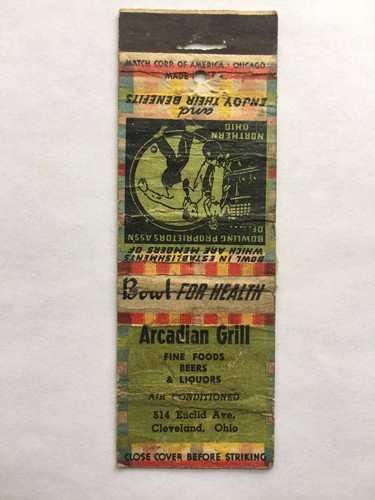 MATCH CORP. OF AMERICA - CHICAGO
MADE U.S.A.
BOWL IN ESTABLISHMENTS
WHICH ARE MEMBERS OF
BOWLING PROPRIETORS ASSN
OF
NORTHERN
OHIO
and
ENJOY THEIR BENEFITS
Bowl FOR HEALTH
Arcadian Grill
FINE FOODS
BEERS
& LIQUORS
AIR CONDITIONED
514 Euclid Ave.
Cleveland, Ohio
CLOSE COVER BEFORE STRIKING